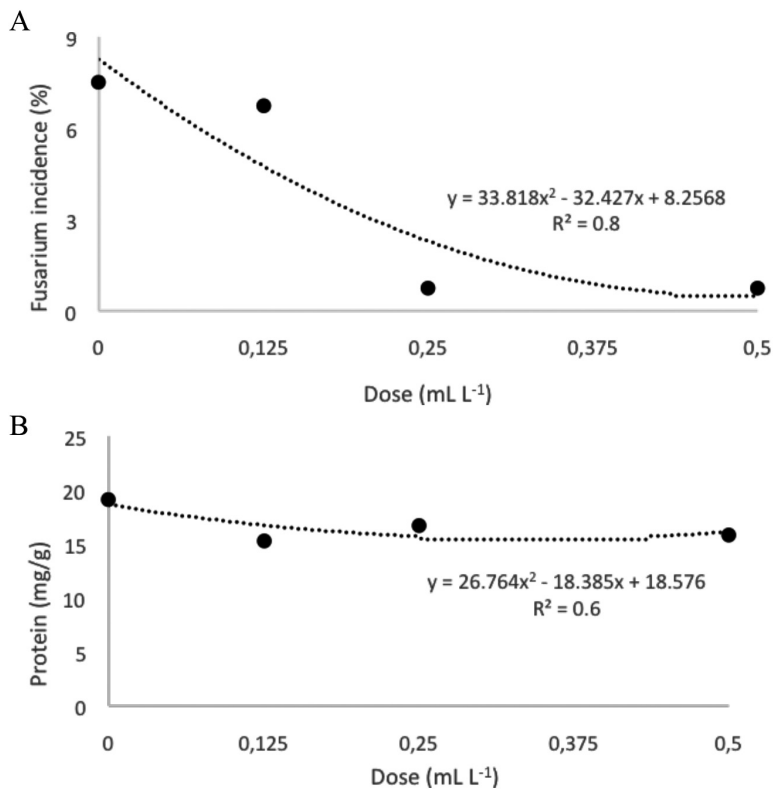 A
9
6
3
0
Fusarium incidence (%)
y = 33.818x² - 32.427x + 8.2568
R² = 0.8
0 0,125 0,25 0,375 0,5
Dose (mL L⁻¹)
B
25
20
15
10
5
0
Protein (mg/g)
y = 26.764x² - 18.385x + 18.576
R² = 0.6
0 0,125 0,25 0,375 0,5
Dose (mL L⁻¹)